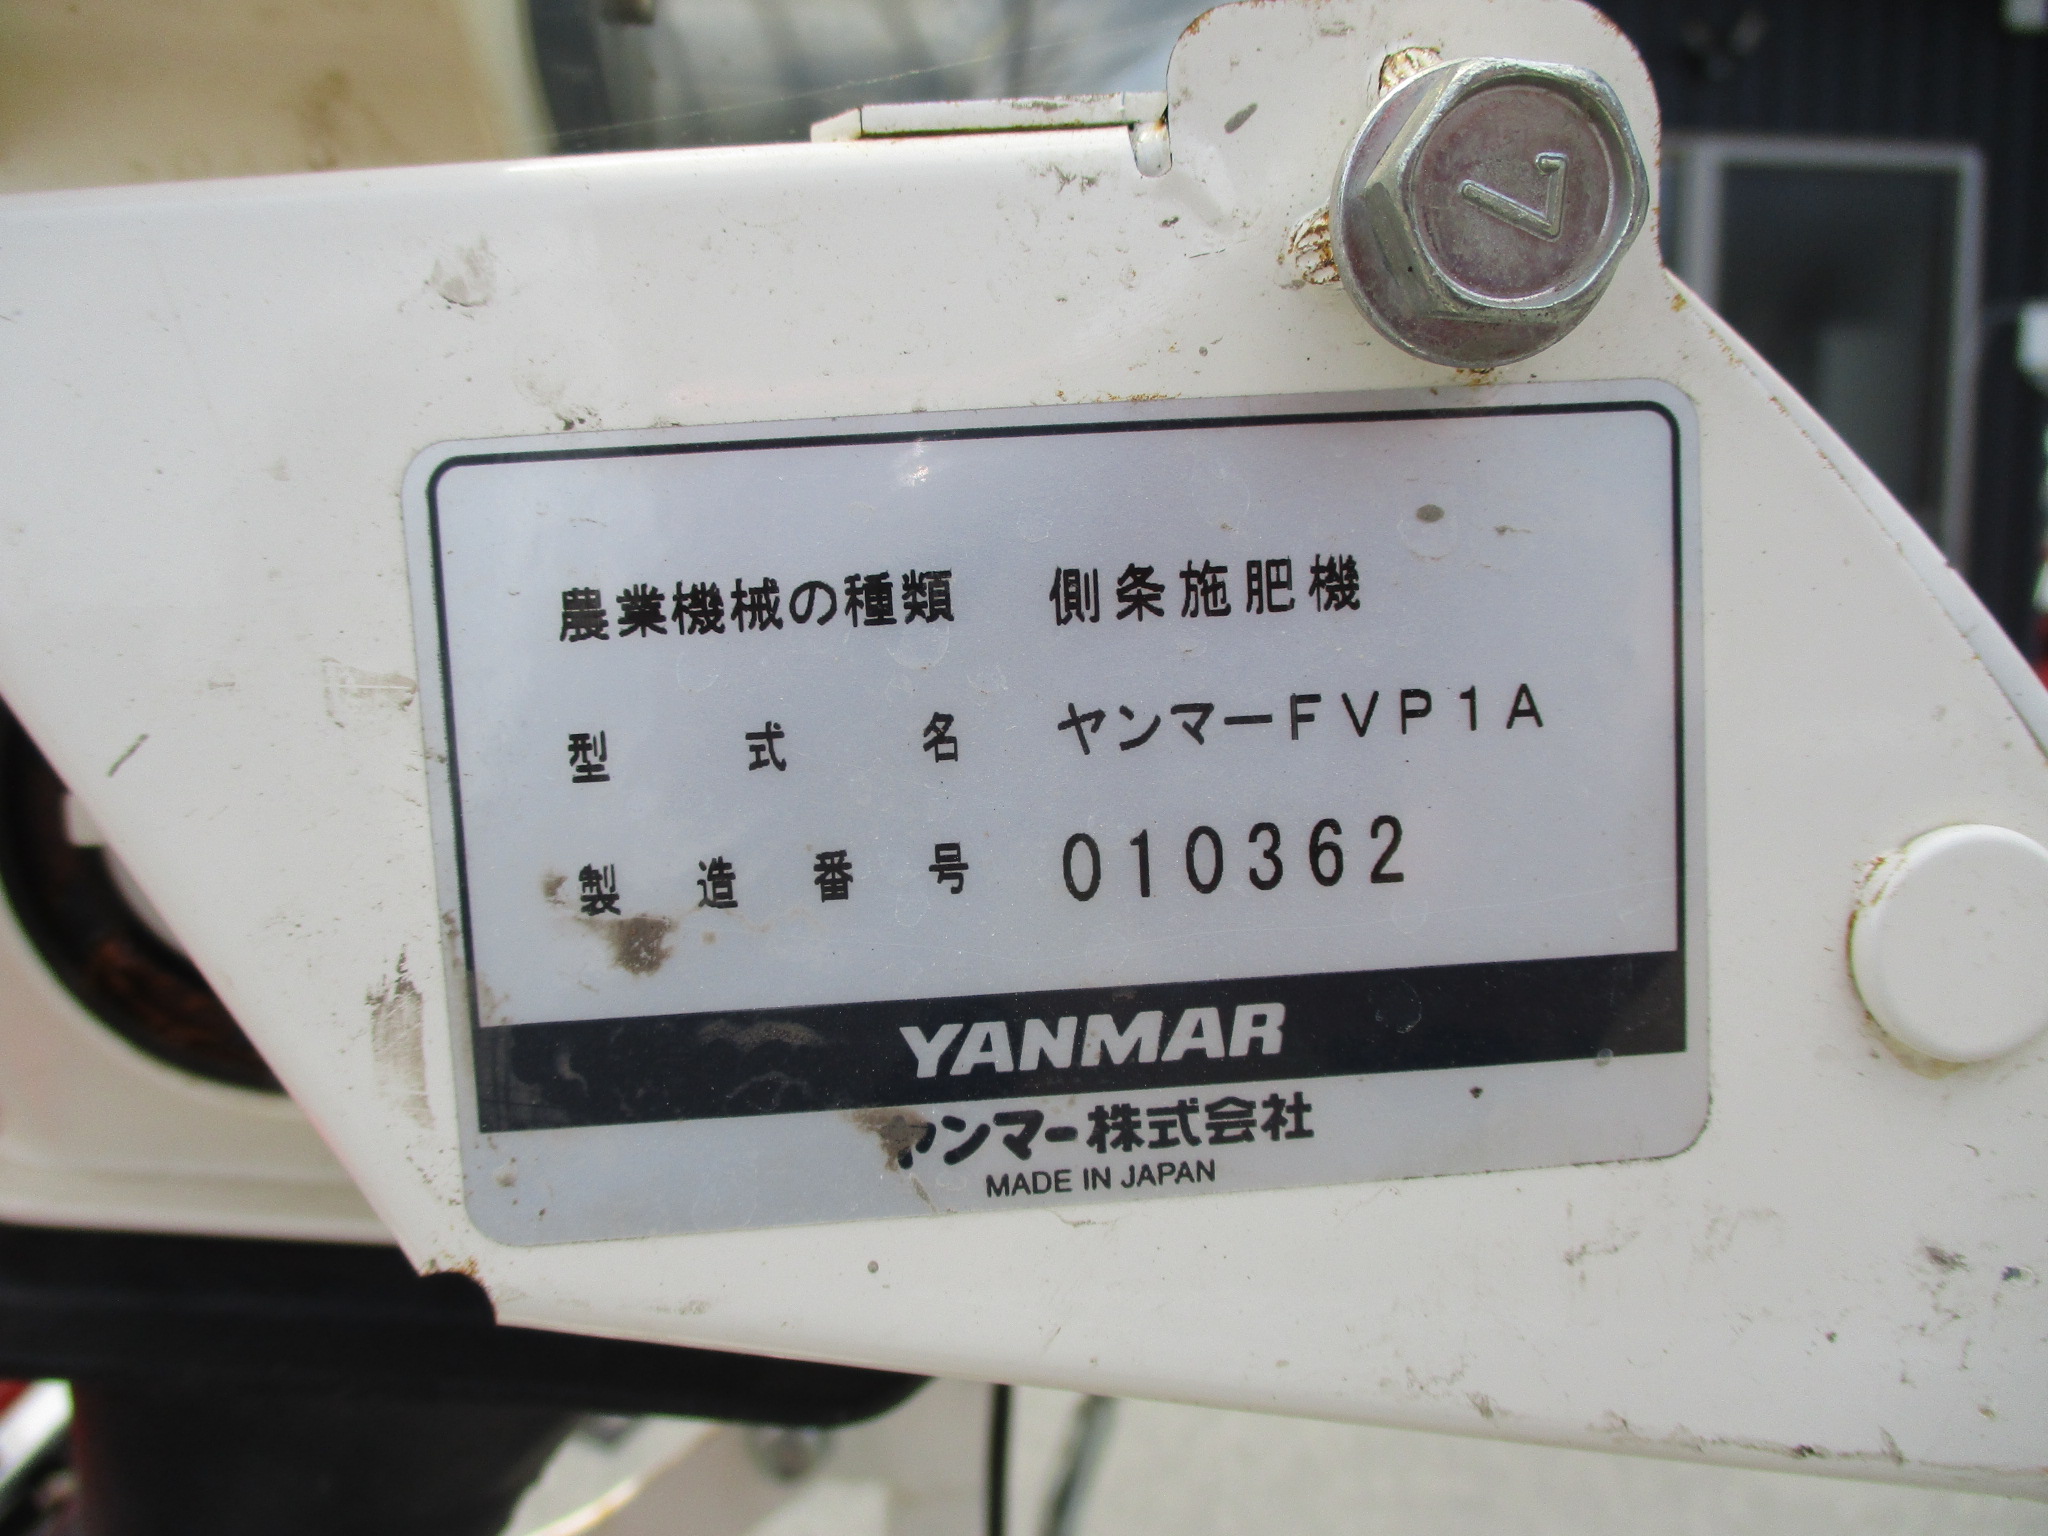 7
農業機械の種類 側条施肥機
型式名 ヤンマーFVP1A
製造番号 010362
YANMAR
ヤンマー株式会社
MADE IN JAPAN